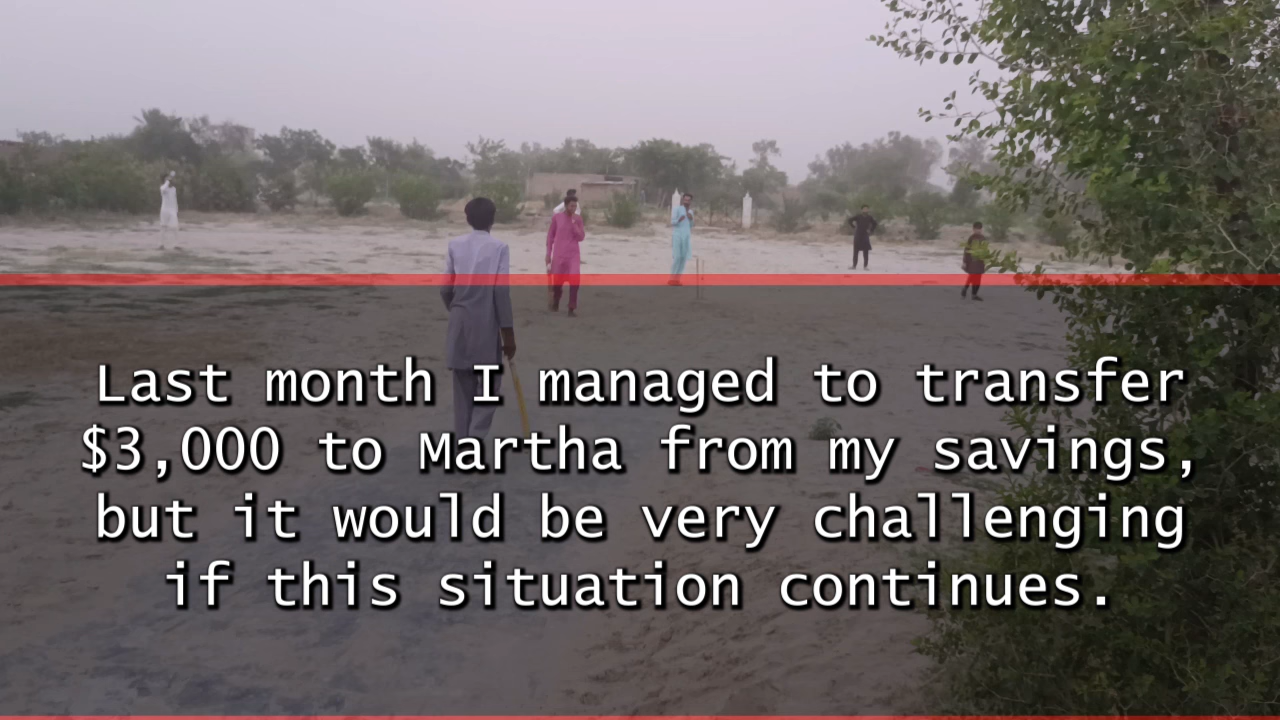 Last month I managed to transfer
$3,000 to Martha from my savings,
but it would be very challenging
if this situation continues.